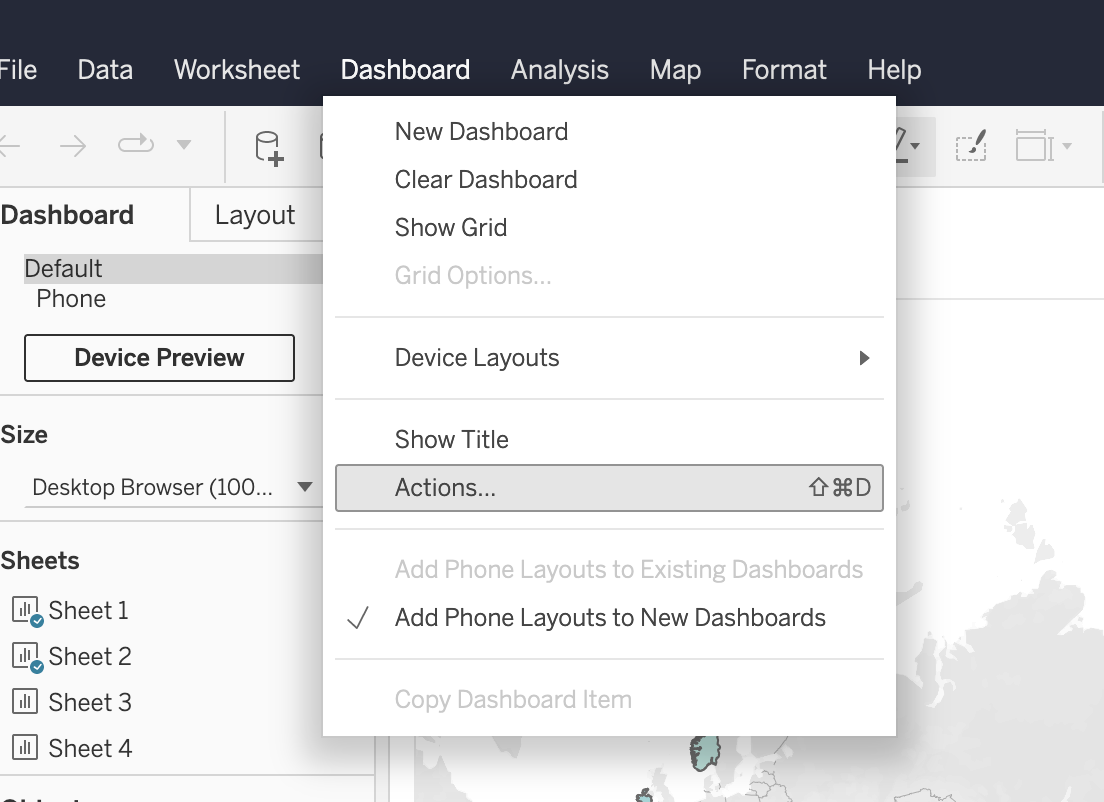 File Data Worksheet Dashboard Analysis Map Format Help
Dashboard Layout
Default
Phone
Device Preview
Size
Desktop Browser (100...
Sheets
Sheet 1
Sheet 2
Sheet 3
Sheet 4
New Dashboard
Clear Dashboard
Show Grid
Grid Options...
Device Layouts
Show Title
Actions... ⇧⌘D
Add Phone Layouts to Existing Dashboards
Add Phone Layouts to New Dashboards
Copy Dashboard Item